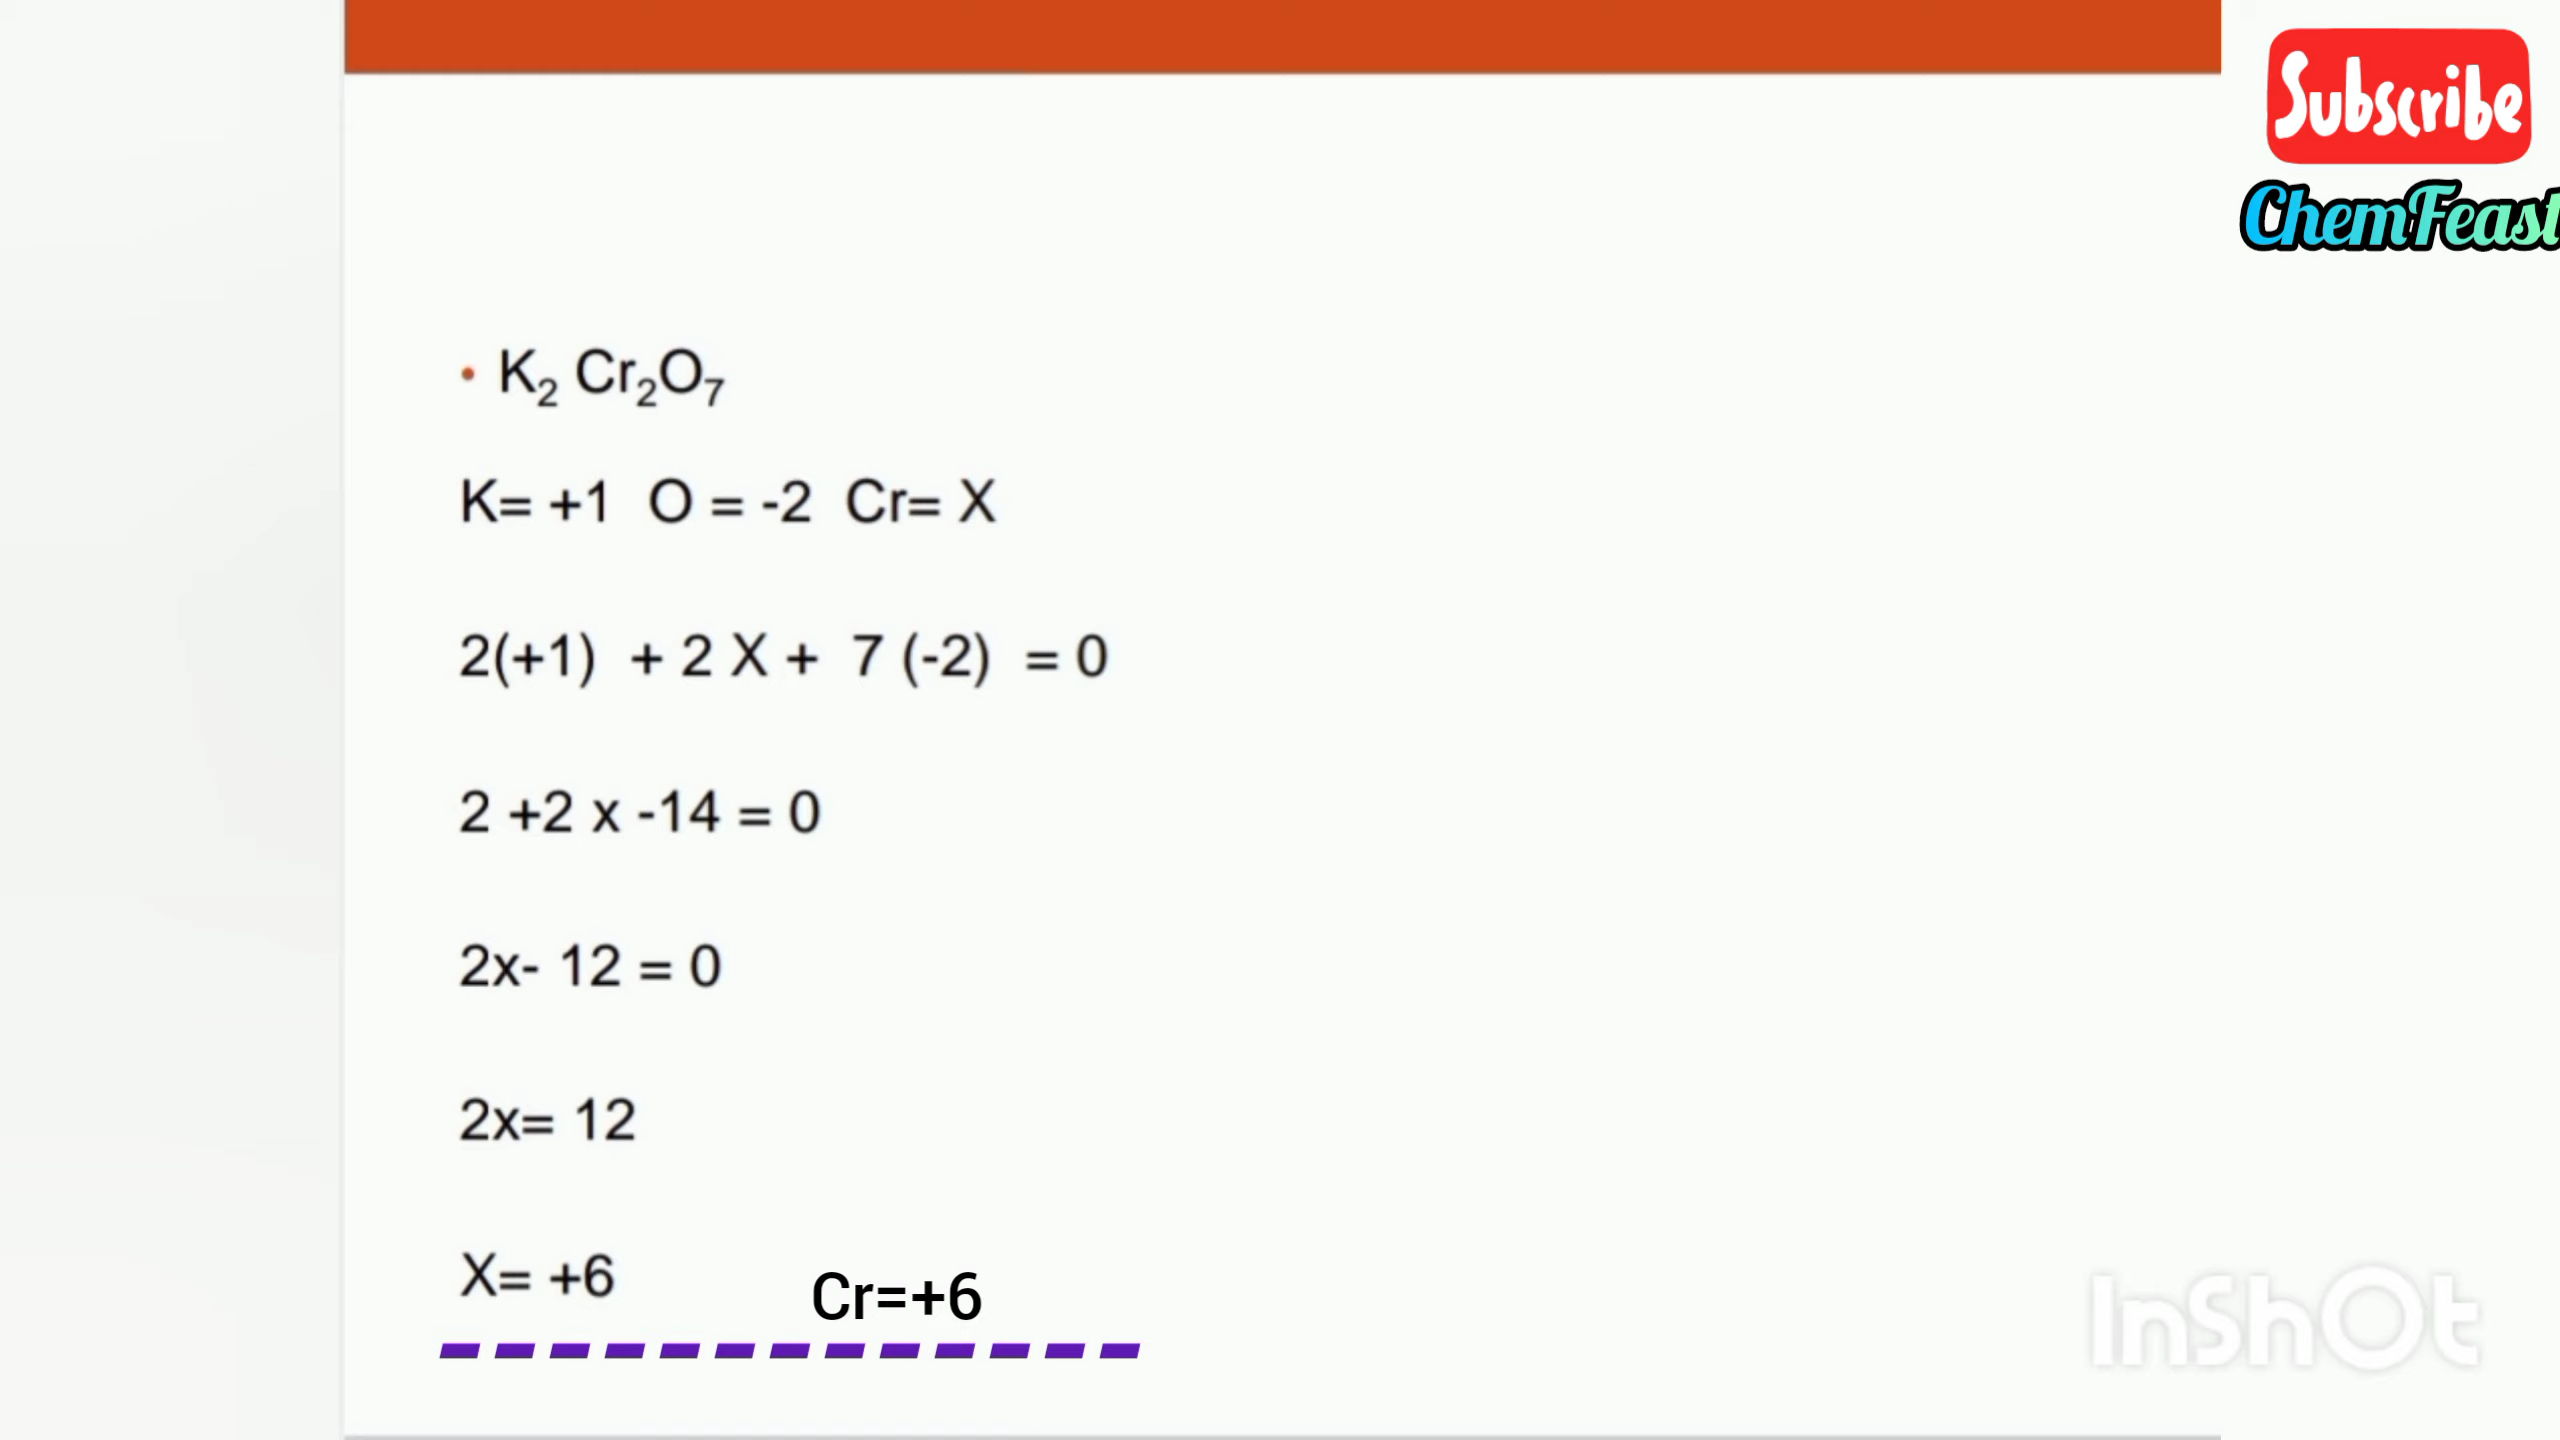 Subscribe
ChemFeast
• K₂ Cr₂O₇
K= +1 O = -2 Cr= X
2(+1) + 2 X + 7 (-2) = 0
2 +2 x -14 = 0
2x- 12 = 0
2x= 12
X= +6 Cr=+6
InShOt